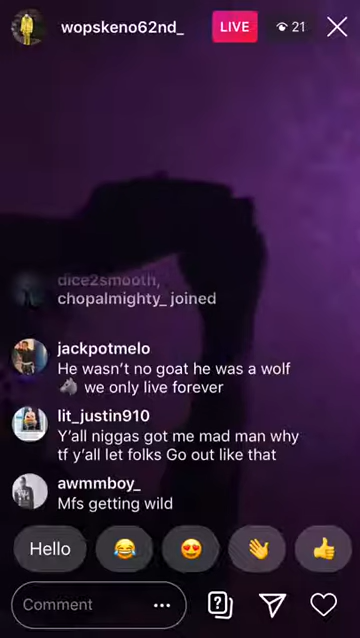 wopskeno62nd_ LIVE 21
dice2smooth,
chopalmighty_ joined
jackpotmelo
He wasn't no goat he was a wolf
🐴 we only live forever
lit_justin910
Y'all niggas got me mad man why
tf y'all let folks Go out like that
awmmboy_
Mfs getting wild
Hello 😂 😍 👋 👍
Comment